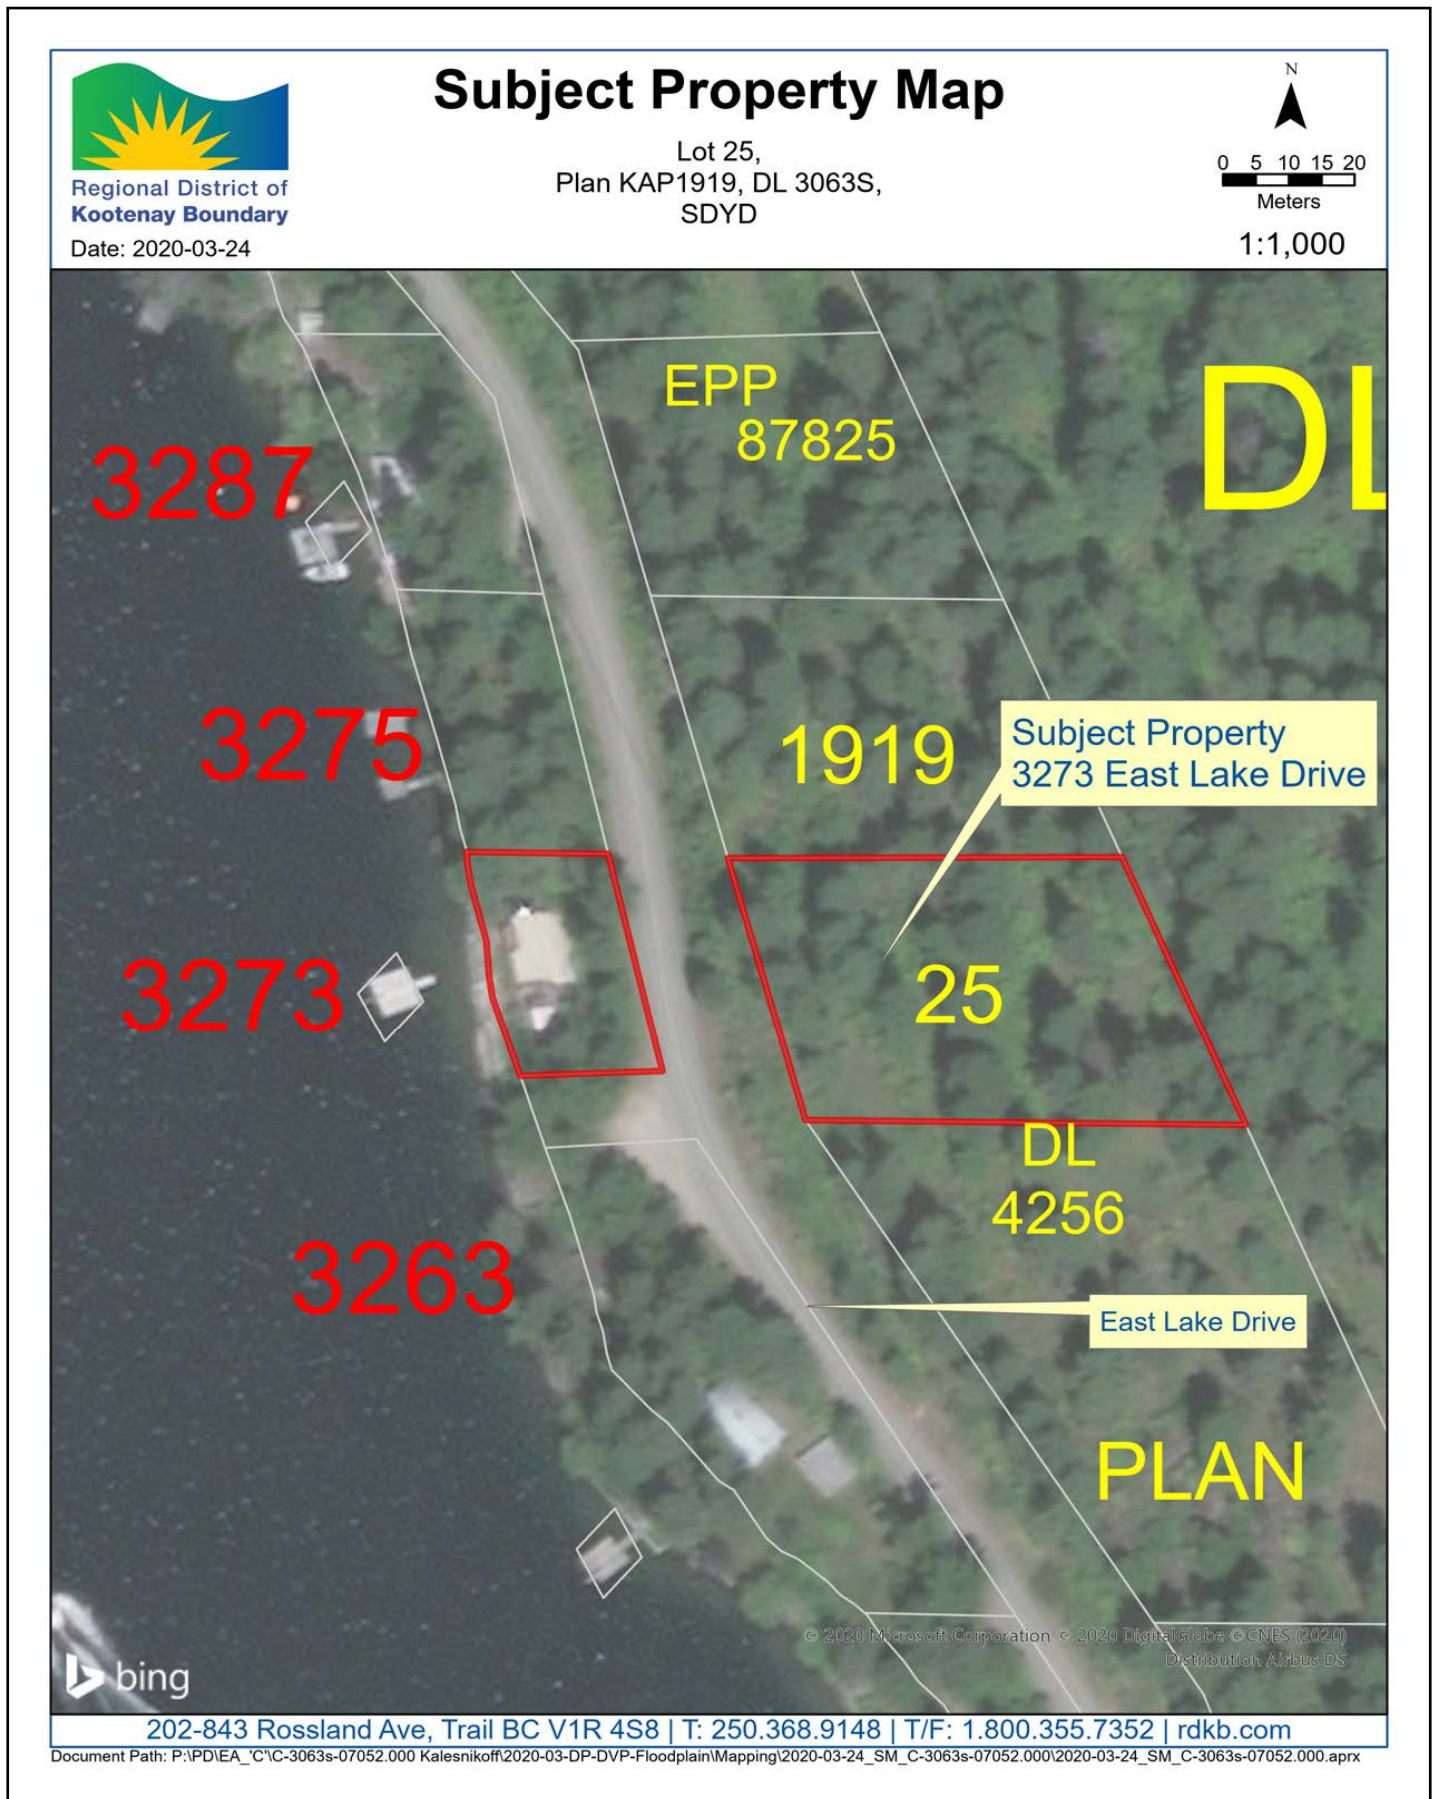 Subject Property Map
Lot 25,
Plan KAP1919, DL 3063S,
SDYD
Regional District of
Kootenay Boundary
Date: 2020-03-24
N
0 5 10 15 20
Meters
1:1,000
EPP
87825
DL
3287
3275
1919
Subject Property
3273 East Lake Drive
3273
25
DL
4256
3263
East Lake Drive
PLAN
© 2020 Microsoft Corporation © 2020 DigitalGlobe © CNES (2020)
Distribution Airbus DS
bing
202-843 Rossland Ave, Trail BC V1R 4S8 | T: 250.368.9148 | T/F: 1.800.355.7352 | rdkb.com
Document Path: P:\PD\EA_'C'\C-3063s-07052.000 Kalesnikoff\2020-03-DP-DVP-Floodplain\Mapping\2020-03-24_SM_C-3063s-07052.000\2020-03-24_SM_C-3063s-07052.000.aprx